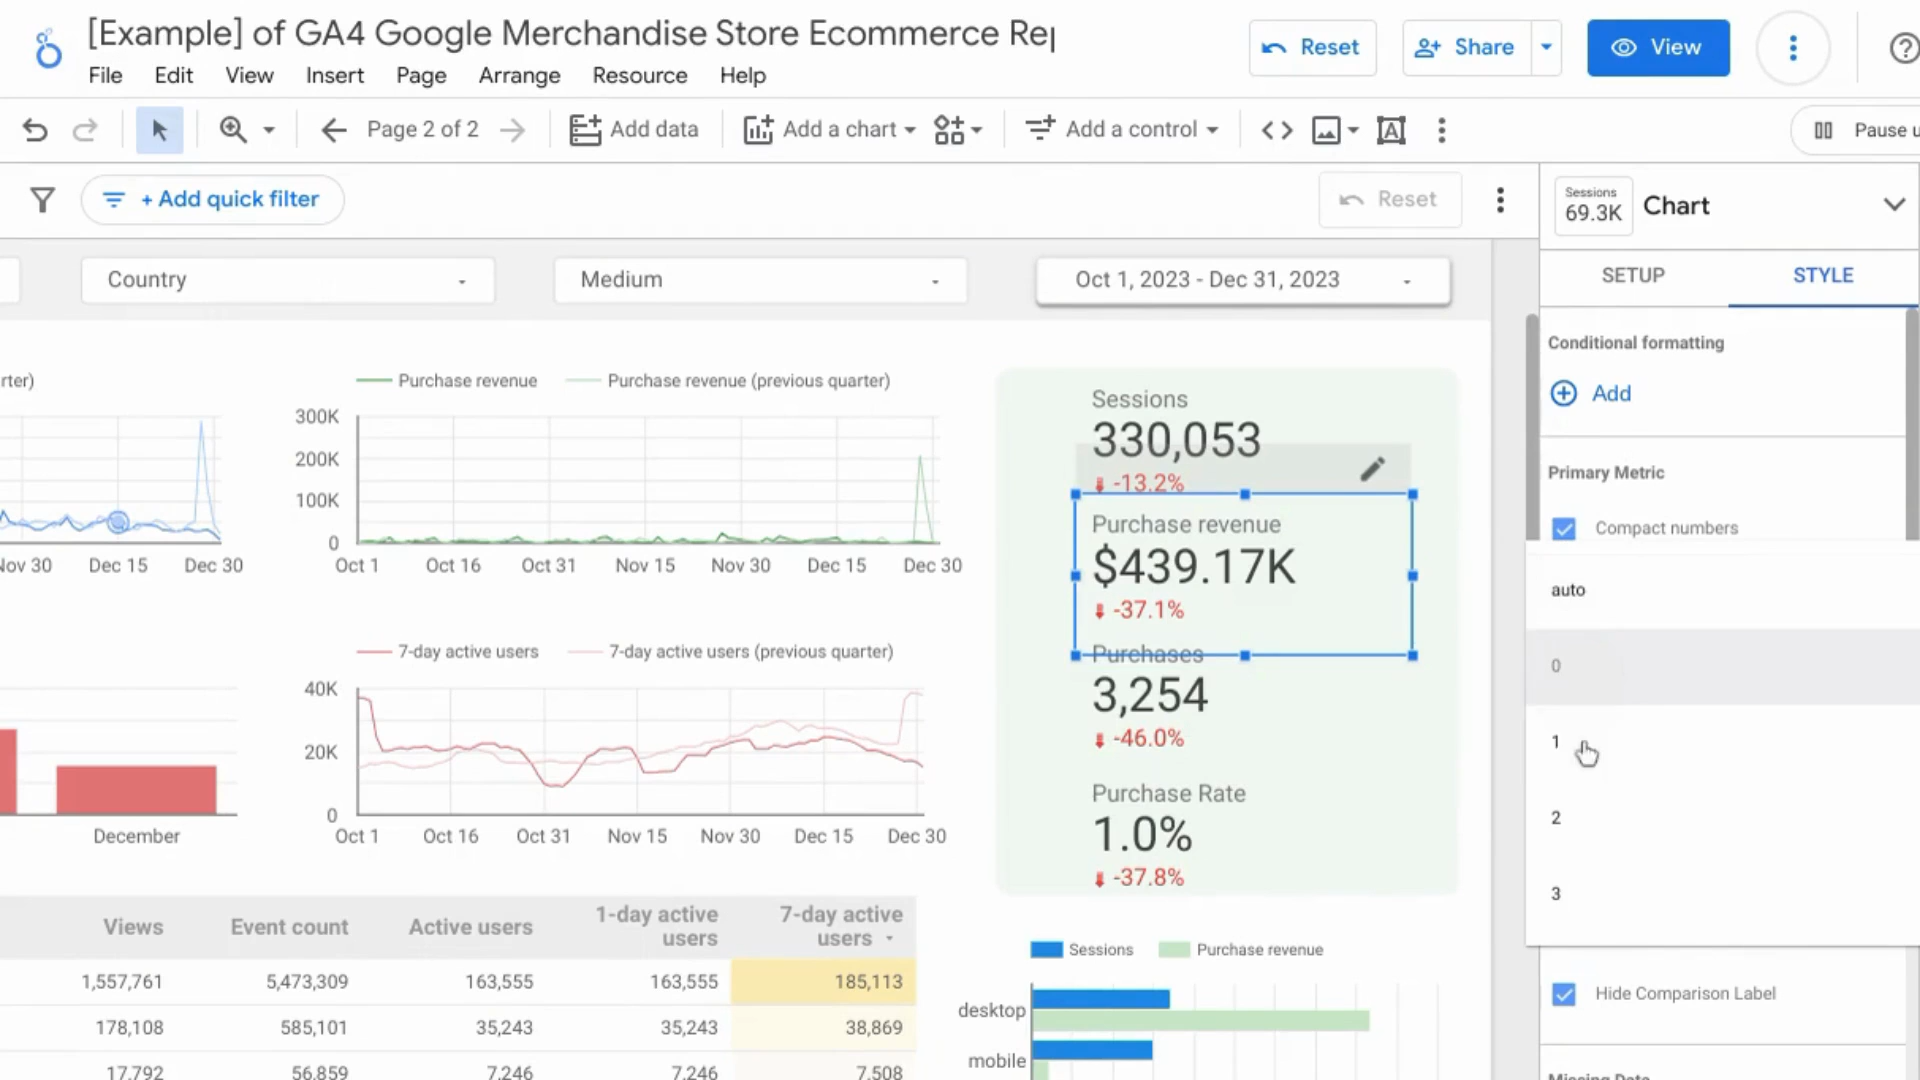 [Example] of GA4 Google Merchandise Store Ecommerce Rep
File Edit View Insert Page Arrange Resource Help
Reset
Share
View
Page 2 of 2
Add data
Add a chart
Add a control
Pause u
+ Add quick filter
Reset
Country
Medium
Oct 1, 2023 - Dec 31, 2023
rter)
Nov 30 Dec 15 Dec 30
Purchase revenue Purchase revenue (previous quarter)
300K
200K
100K
0
Oct 1 Oct 16 Oct 31 Nov 15 Nov 30 Dec 15 Dec 30
December
7-day active users 7-day active users (previous quarter)
40K
20K
0
Oct 1 Oct 16 Oct 31 Nov 15 Nov 30 Dec 15 Dec 30
Sessions
330,053
-13.2%
Purchase revenue
$439.17K
-37.1%
Purchases
3,254
-46.0%
Purchase Rate
1.0%
-37.8%
Views Event count Active users 1-day active users 7-day active users
1,557,761 5,473,309 163,555 163,555 185,113
178,108 585,101 35,243 35,243 38,869
17,792 56,859 7,246 7,246 7,508
Sessions Purchase revenue
desktop
mobile
Sessions
69.3K
Chart
SETUP STYLE
Conditional formatting
Add
Primary Metric
Compact numbers
auto
0
1
2
3
Hide Comparison Label
Missing Data